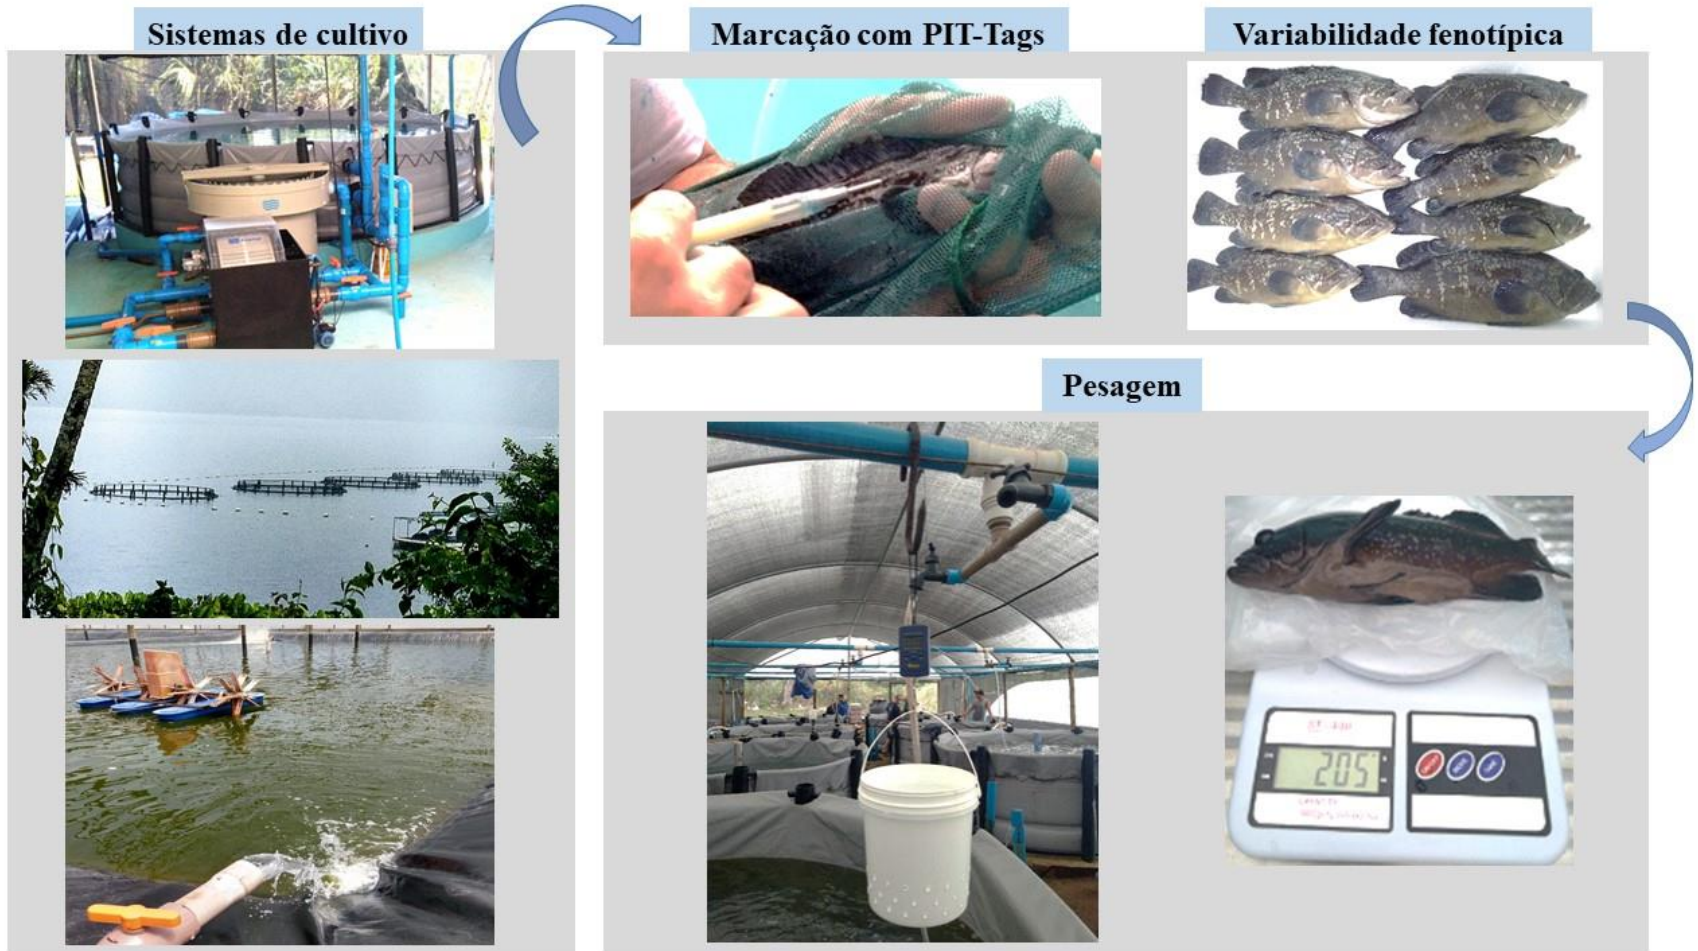 Sistemas de cultivo
Marcação com PIT-Tags
Variabilidade fenotípica
Pesagem
205